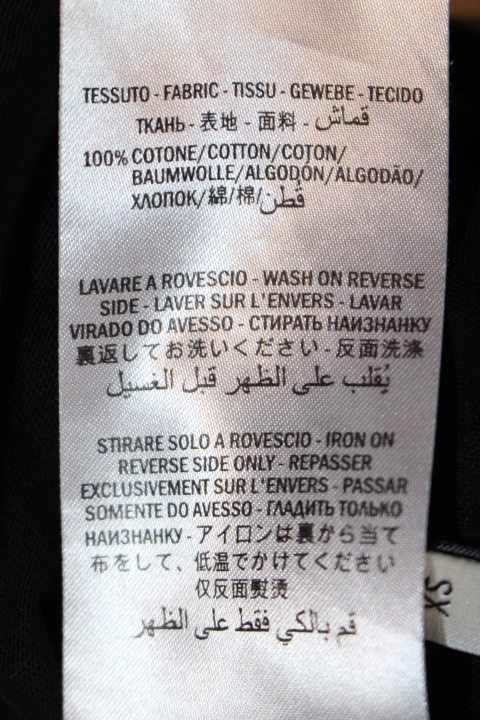 TESSUTO - FABRIC - TISSU - GEWEBE - TECIDO
ТКАНЬ - 表地 - 面料 - قماش
100% COTONE/COTTON/COTON/
BAUMWOLLE/ALGODÓN/ALGODÃO/
ХЛОПОК/綿/棉/قُطن
LAVARE A ROVESCIO - WASH ON REVERSE
SIDE - LAVER SUR L'ENVERS - LAVAR
VIRADO DO AVESSO - СТИРАТЬ НАИЗНАНКУ
裏返してお洗いください - 反面洗涤
يُقلب على الظهر قبل الغسيل
STIRARE SOLO A ROVESCIO - IRON ON
REVERSE SIDE ONLY - REPASSER
EXCLUSIVEMENT SUR L'ENVERS - PASSAR
SOMENTE DO AVESSO - ГЛАДИТЬ ТОЛЬКО
НАИЗНАНКУ - アイロンは裏から当て
布をして、低温でかけてください
仅反面熨烫
قم بالكي فقط على الظهر
XS